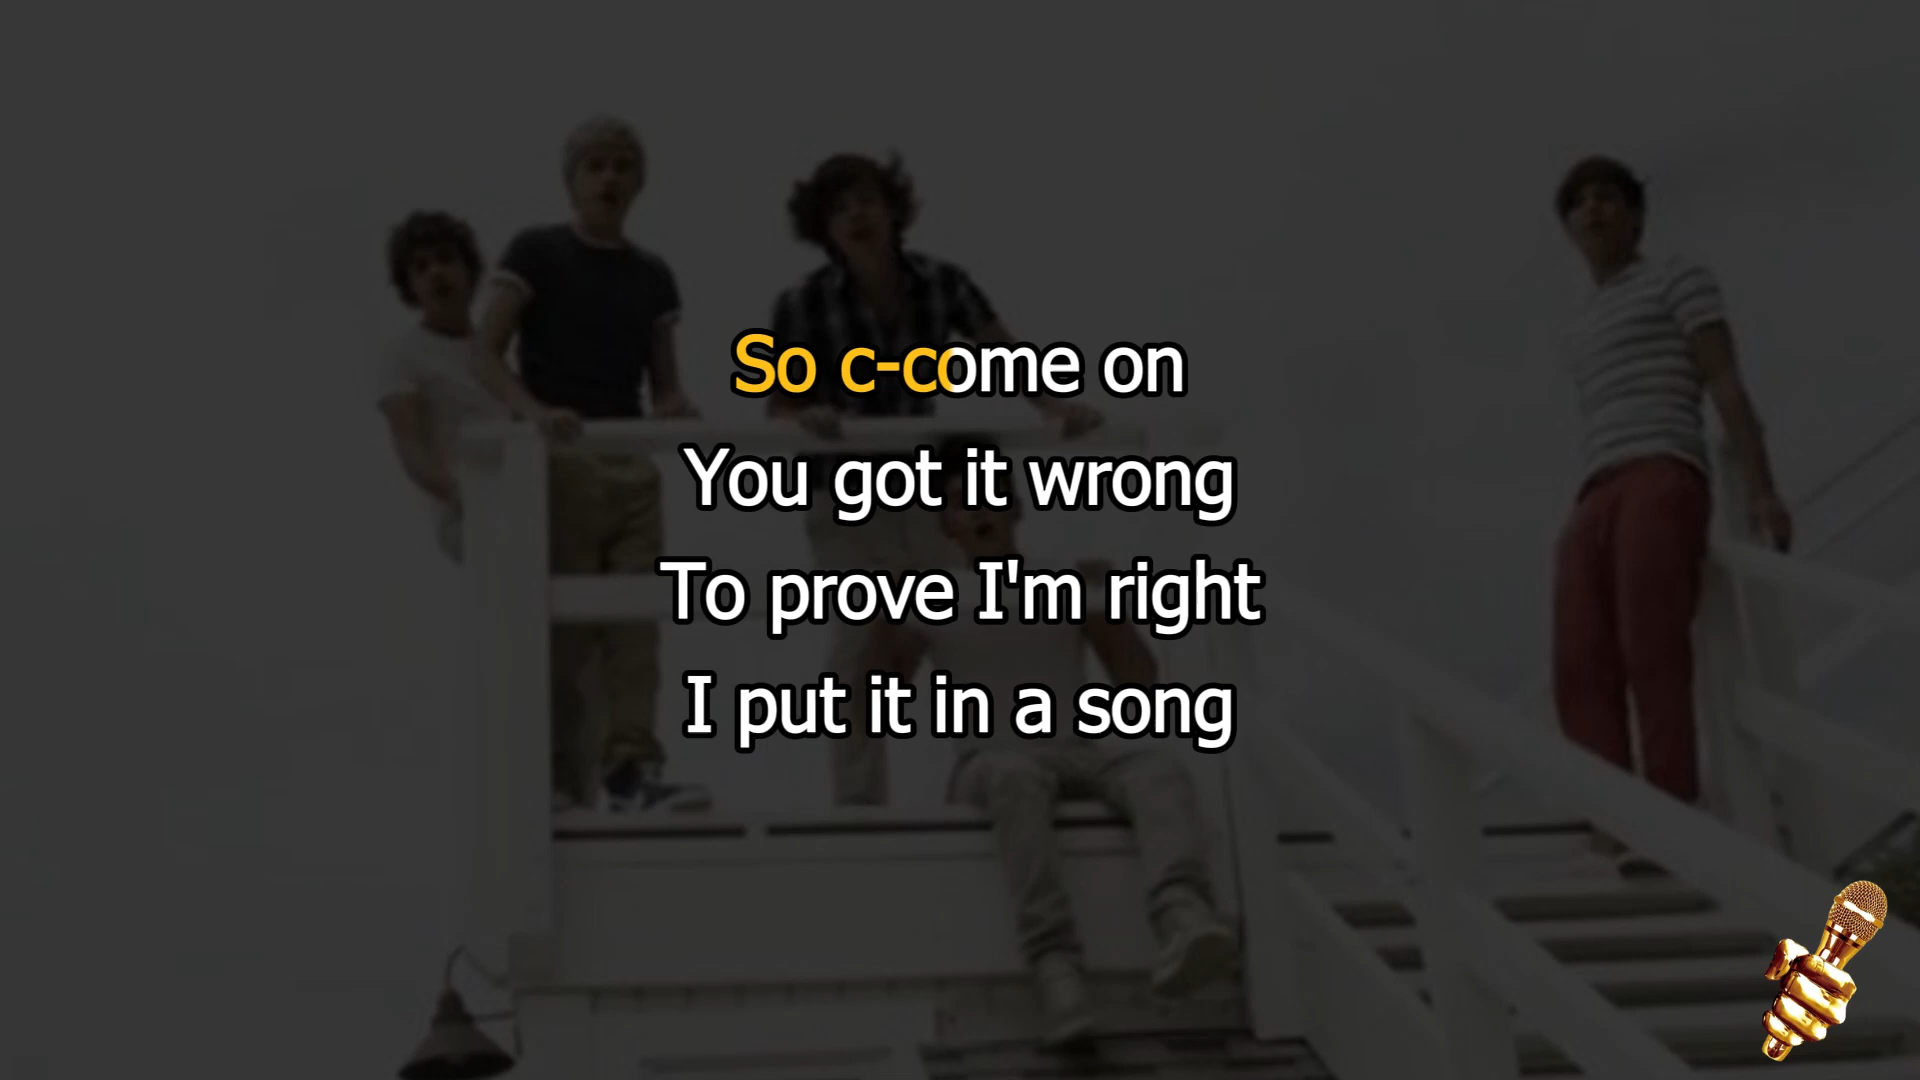 So c-come on
You got it wrong
To prove I'm right
I put it in a song